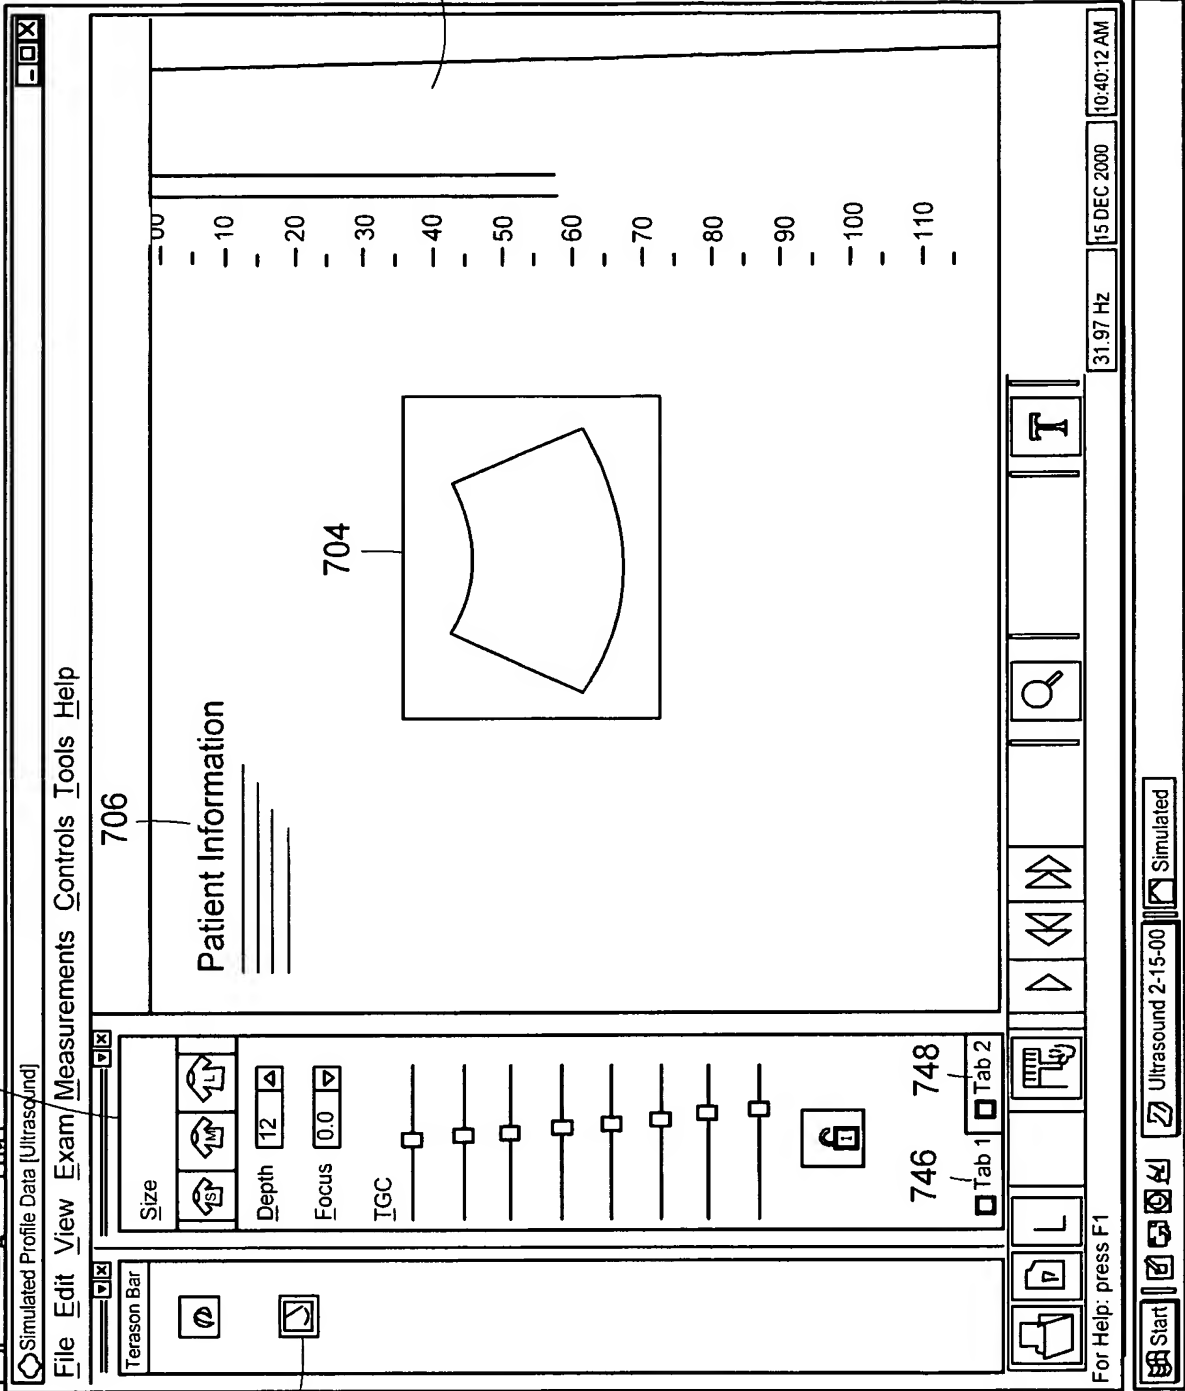 Simulated Profile Data [Ultrasound]
File Edit View Exam Measurements Controls Tools Help
Terason Bar
Size
S M L
Depth 12
Focus 0.0
TGC
746
748
Tab 1 Tab 2
706
Patient Information
704
00
10
20
30
40
50
60
70
80
90
100
110
L
T
For Help: press F1
31.97 Hz 15 DEC 2000 10:40:12 AM
Start Ultrasound 2-15-00 Simulated